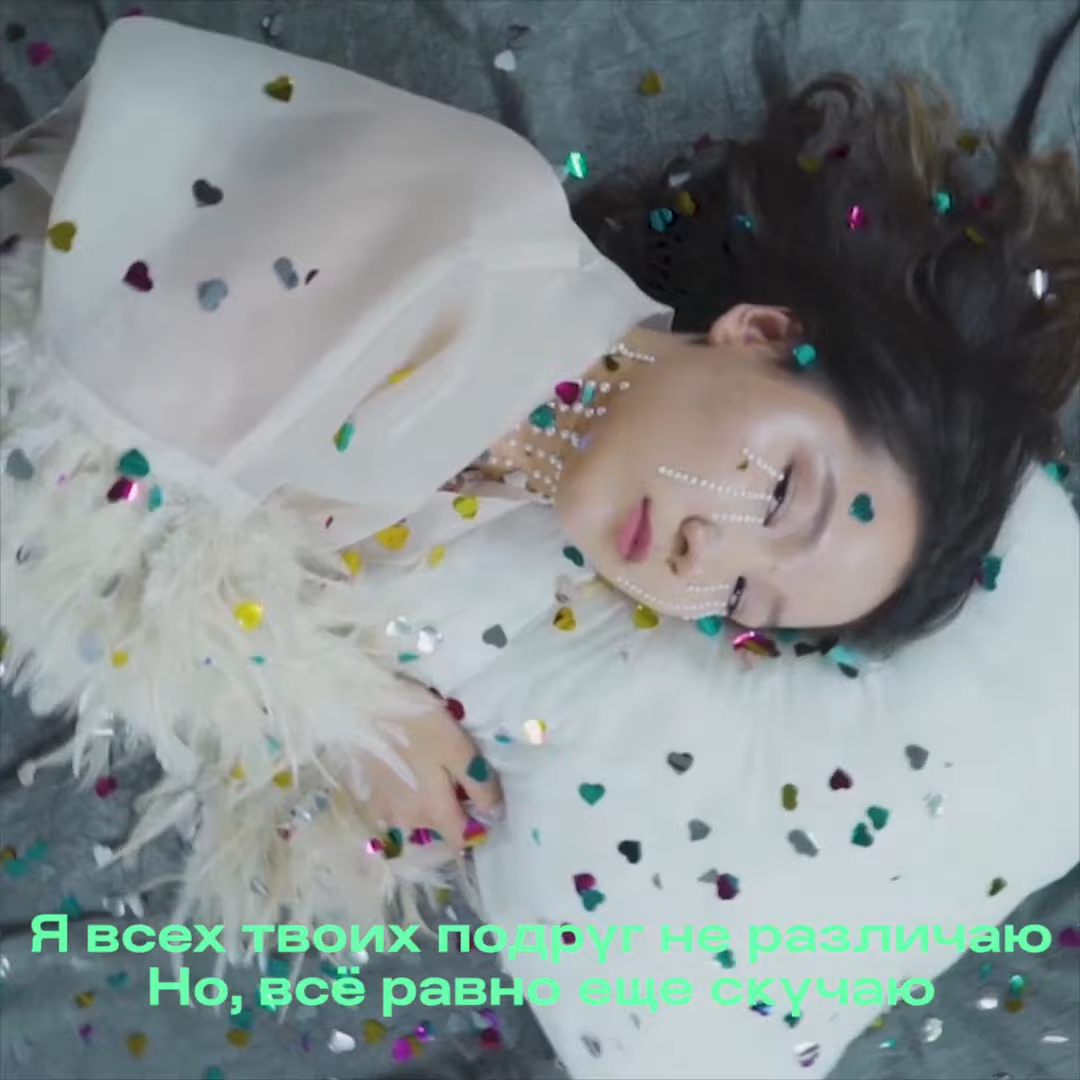 Я всех твоих подруг не различаю
Но, всё равно еще скучаю